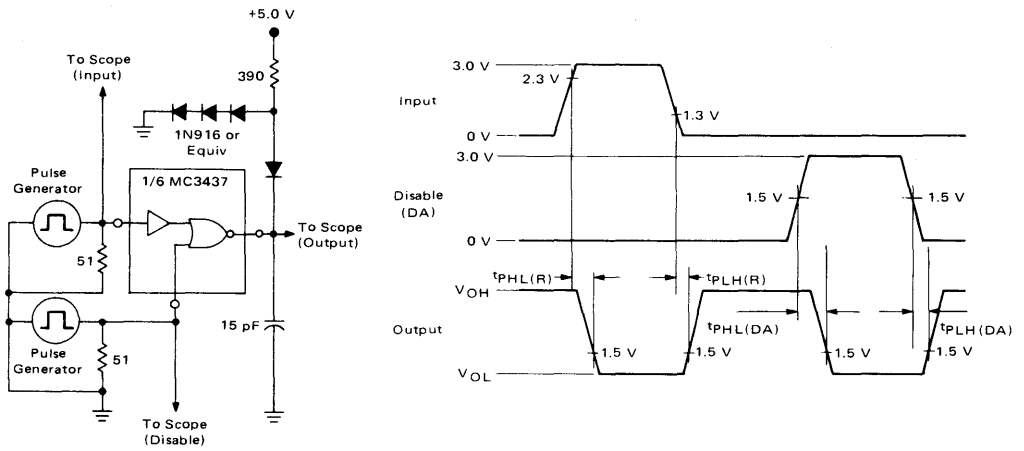 +5.0 V
To Scope
(Input)
390
1N916 or
Equiv
Pulse
Generator
1/6 MC3437
To Scope
(Output)
51
15 pF
Pulse
Generator
51
To Scope
(Disable)
Input
3.0 V
2.3 V
1.3 V
0 V
3.0 V
Disable
(DA)
1.5 V
1.5 V
0 V
tPHL(R)
tPLH(R)
VOH
Output
tPHL(DA)
tPLH(DA)
1.5 V
1.5 V
1.5 V
1.5 V
VOL